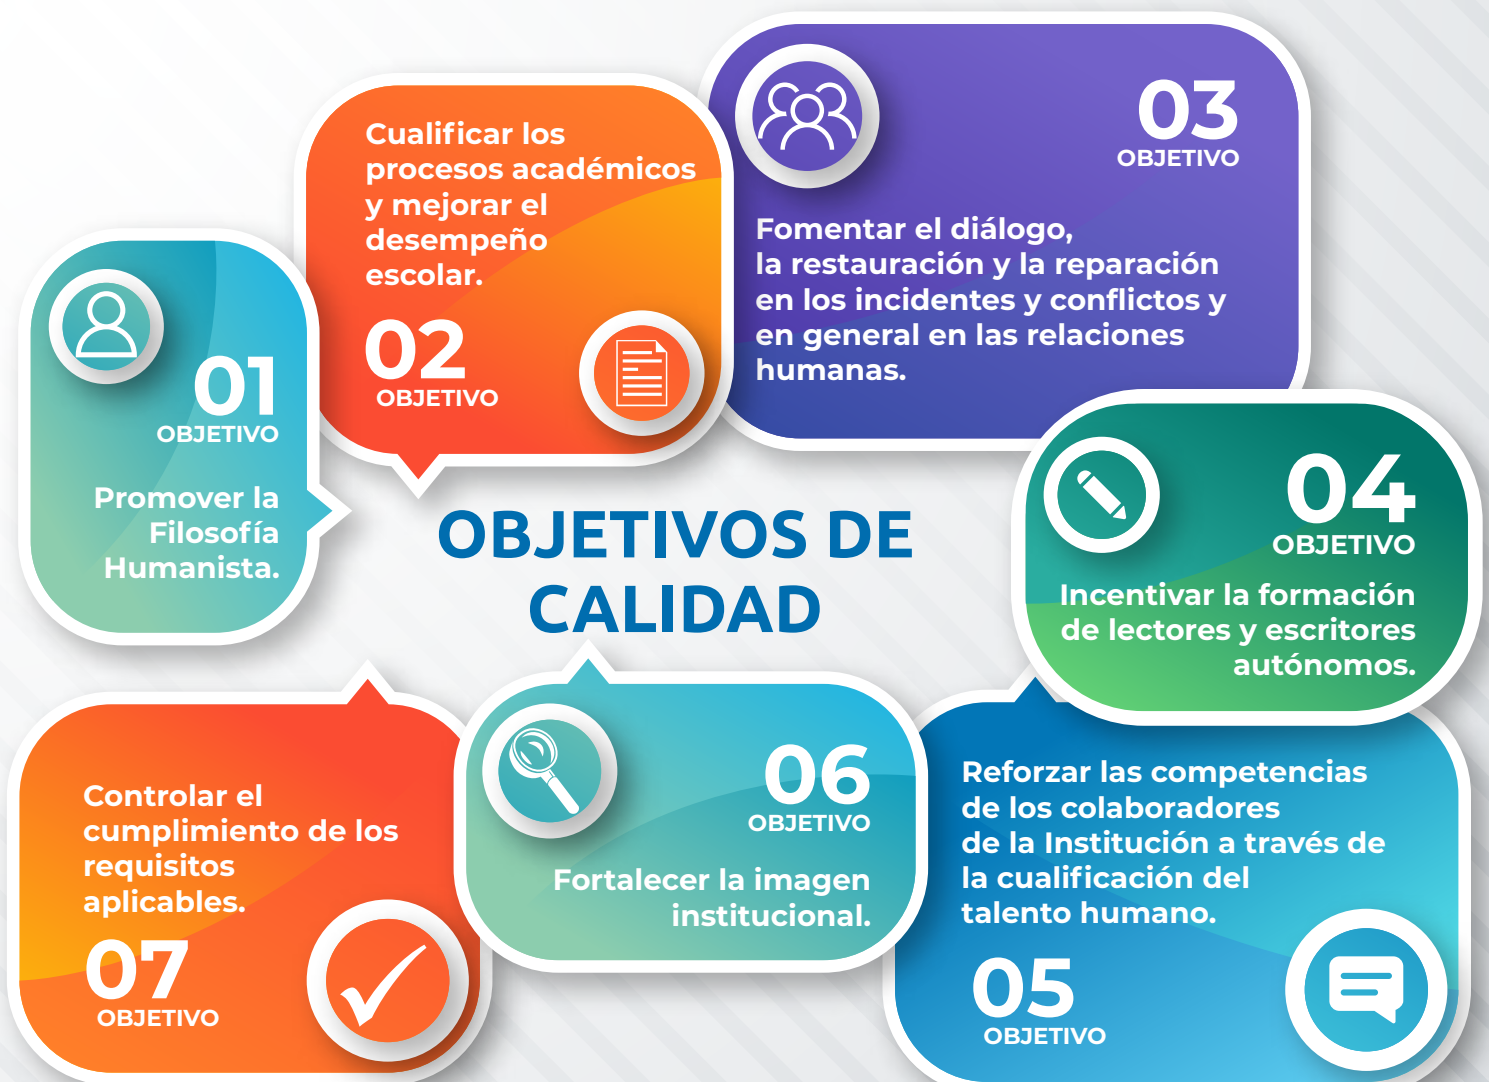 01
OBJETIVO
Promover la
Filosofía
Humanista.
Cualificar los
procesos académicos
y mejorar el
desempeño
escolar.
02
OBJETIVO
03
OBJETIVO
Fomentar el diálogo,
la restauración y la reparación
en los incidentes y conflictos y
en general en las relaciones
humanas.
04
OBJETIVO
Incentivar la formación
de lectores y escritores
autónomos.
OBJETIVOS DE
CALIDAD
Reforzar las competencias
de los colaboradores
de la Institución a través de
la cualificación del
talento humano.
05
OBJETIVO
06
OBJETIVO
Fortalecer la imagen
institucional.
Controlar el
cumplimiento de los
requisitos
aplicables.
07
OBJETIVO